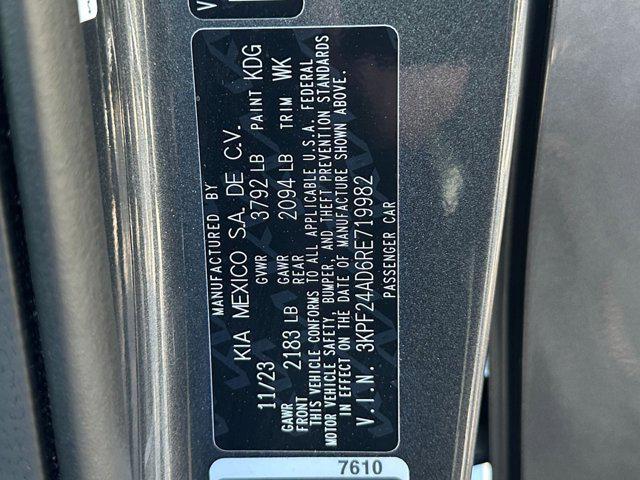 V
MANUFACTURED BY
KIA MEXICO S.A. DE C.V.
11/23 GVWR 3792 LB PAINT KDG
GAWR FRONT 2183 LB GAWR REAR 2094 LB TRIM WK
THIS VEHICLE CONFORMS TO ALL APPLICABLE U.S.A. FEDERAL
MOTOR VEHICLE SAFETY, BUMPER, AND THEFT PREVENTION STANDARDS
IN EFFECT ON THE DATE OF MANUFACTURE SHOWN ABOVE.
V.I.N. 3KPF24AD6RE719982
PASSENGER CAR
7610